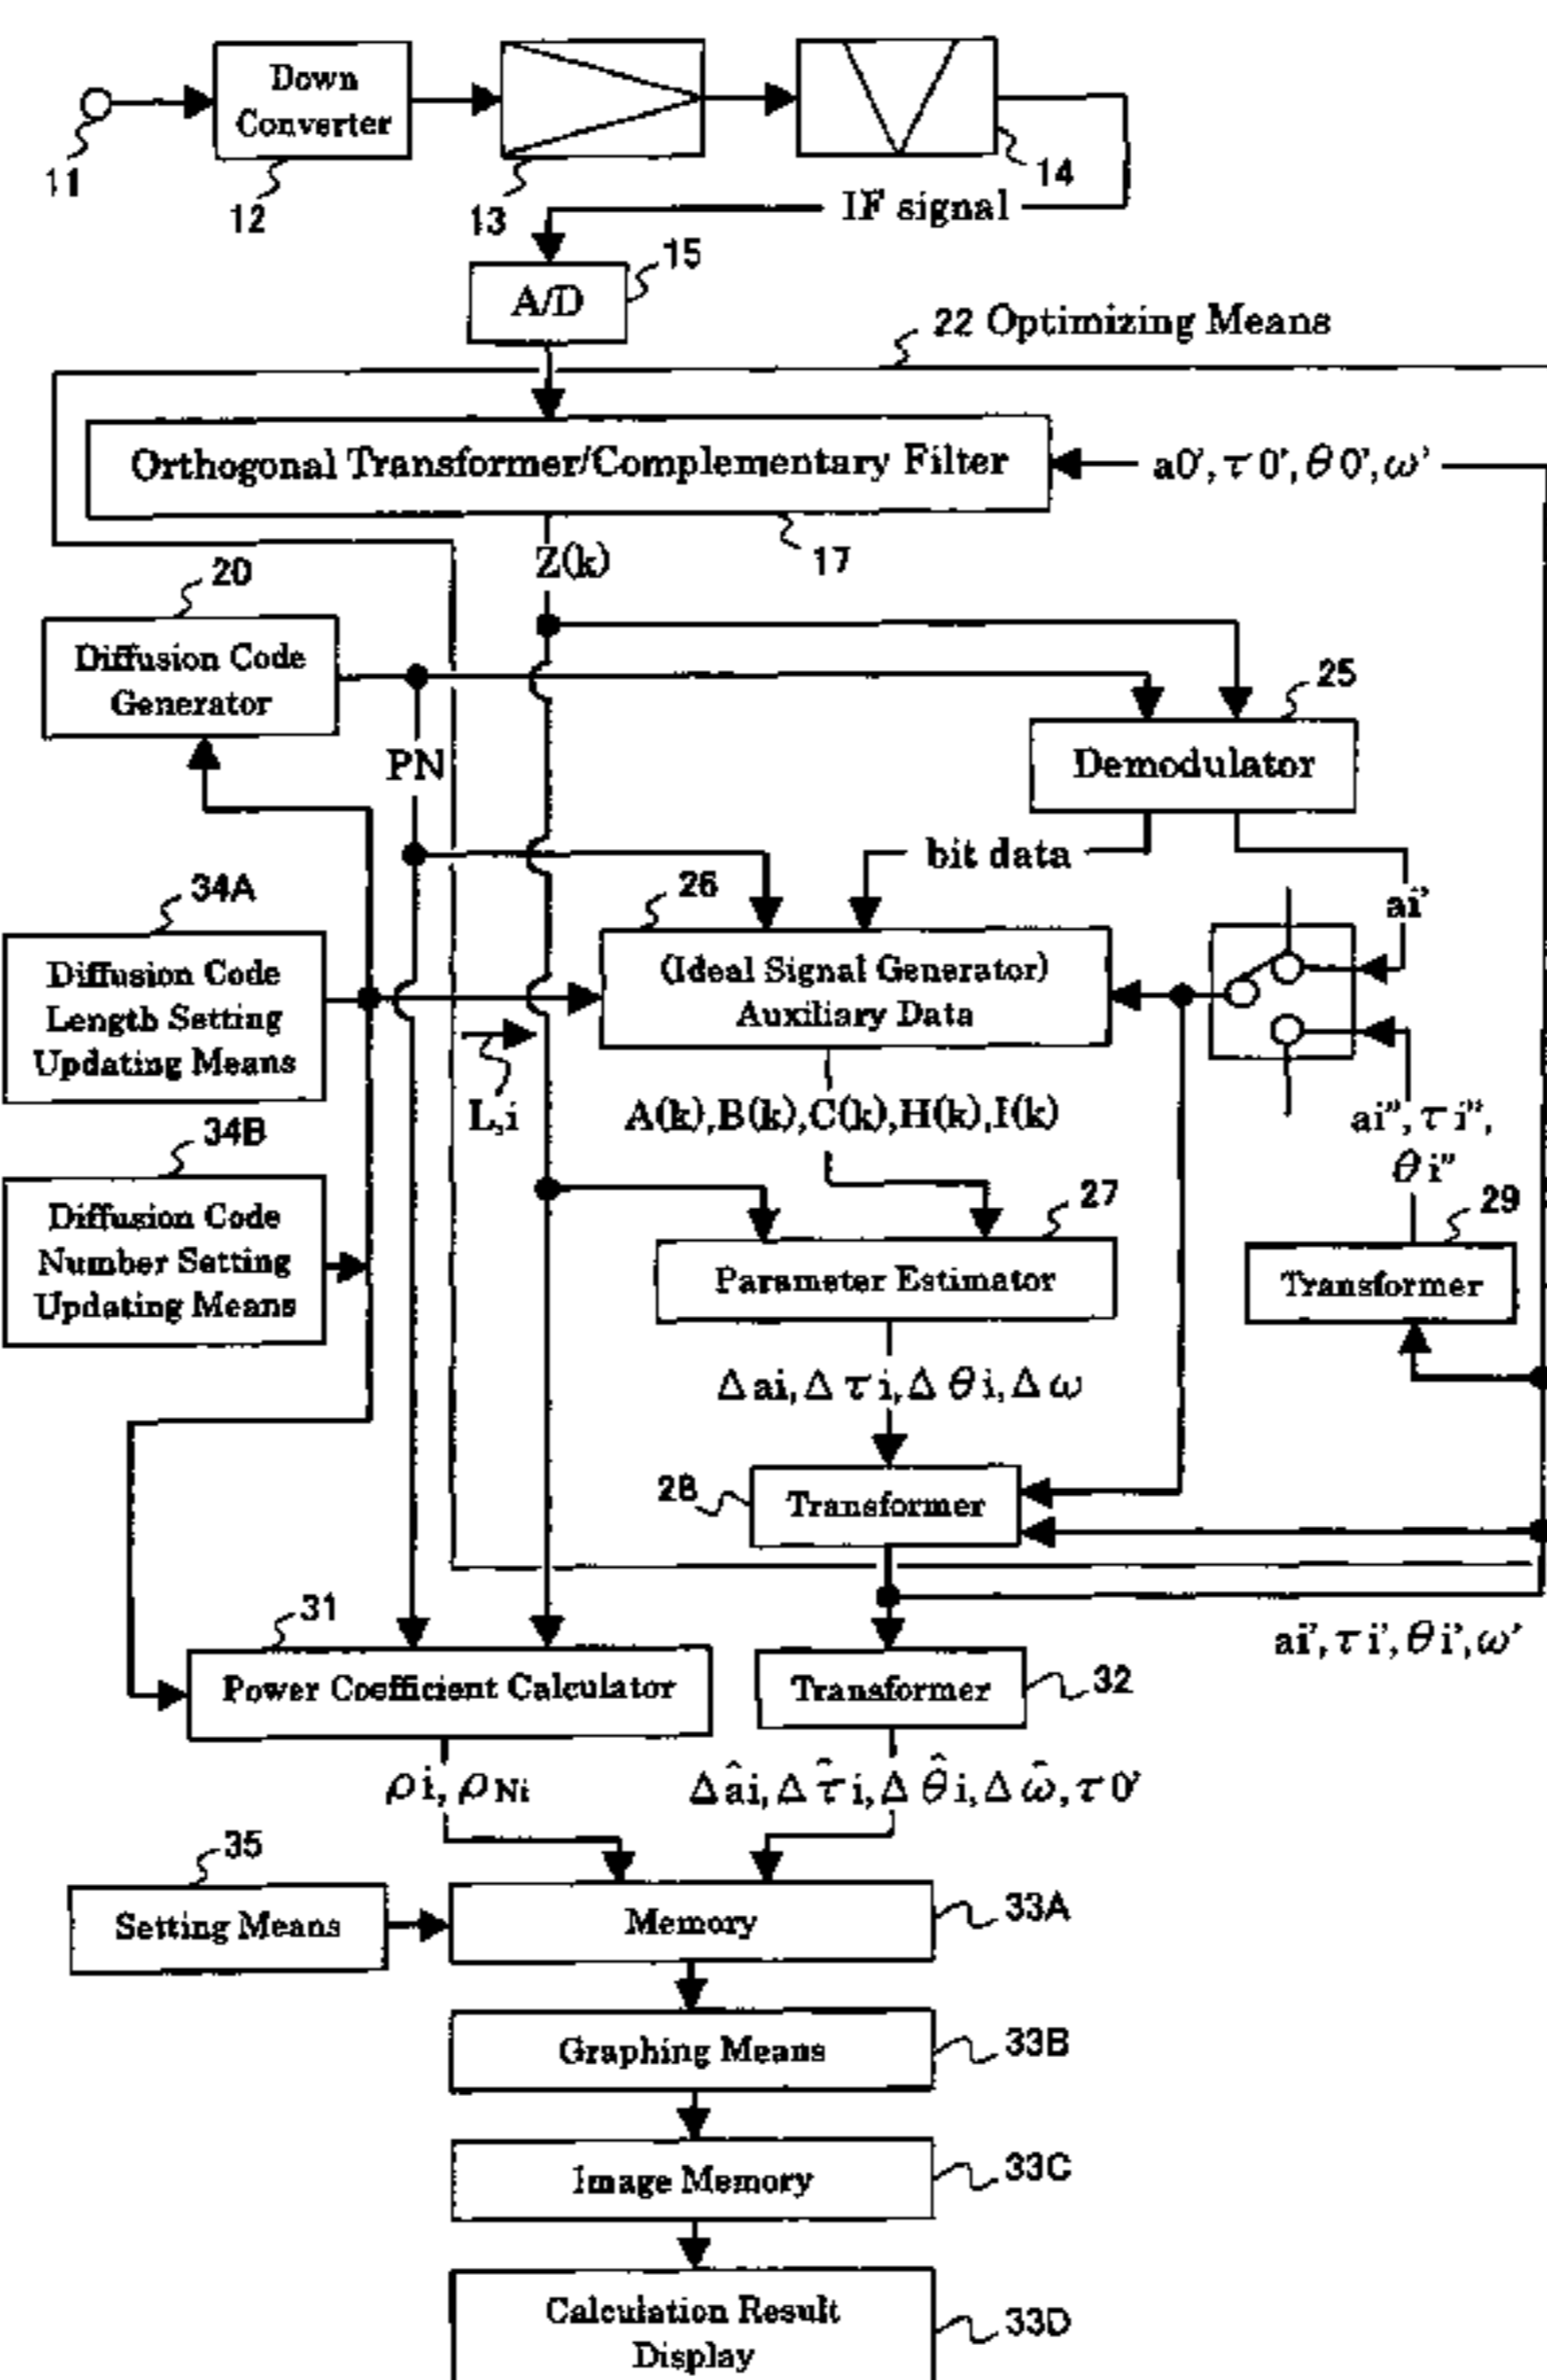 Down
Converter
11
12
13
14
IF signal
15
A/D
22 Optimizing Means
Orthogonal Transformer/Complementary Filter
a0', τ0', θ0', ω'
17
Z(k)
20
Diffusion Code
Generator
PN
25
Demodulator
bit data
ai'
34A
Diffusion Code
Length Setting
Updating Means
26
(Ideal Signal Generator)
Auxiliary Data
L,i
A(k),B(k),C(k),H(k),I(k)
ai", τi",
θi"
34B
Diffusion Code
Number Setting
Updating Means
27
Parameter Estimator
29
Transformer
Δai, Δτi, Δθi, Δω
28
Transformer
ai', τi', θi', ω'
31
Power Coefficient Calculator
Transformer
32
ρi, ρNi
Δâi, Δτ̂i, Δθ̂i, Δω̂, τ0'
35
Setting Means
Memory
33A
Graphing Means
33B
Image Memory
33C
Calculation Result
Display
33D